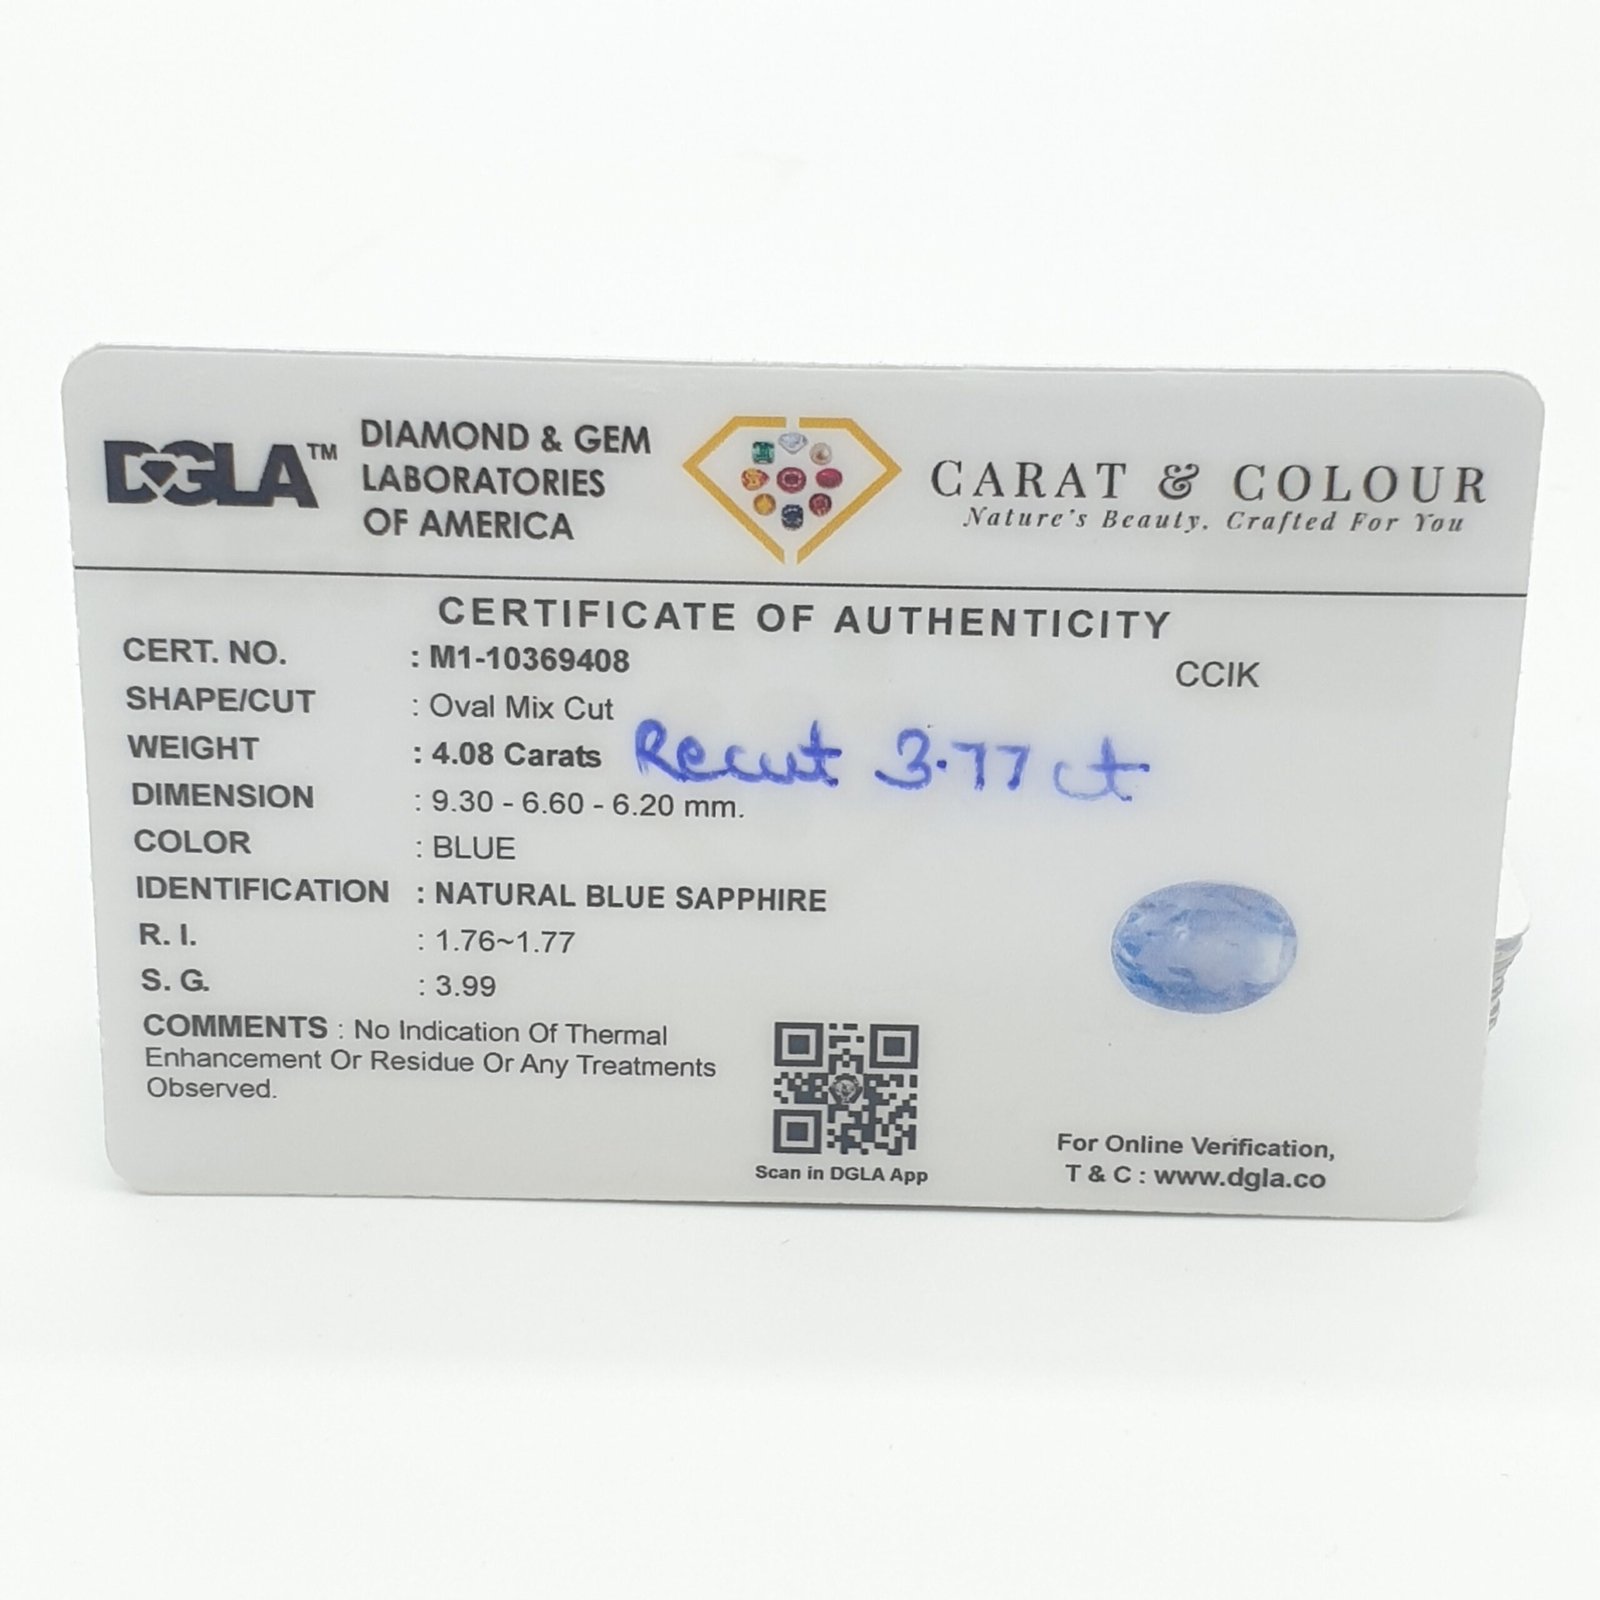 DGLA™ DIAMOND & GEM
LABORATORIES
OF AMERICA
CARAT & COLOUR
Nature's Beauty, Crafted For You
CERTIFICATE OF AUTHENTICITY
CERT. NO. : M1-10369408
CCIK
SHAPE/CUT : Oval Mix Cut
WEIGHT : 4.08 Carats Recut 3.77 ct
DIMENSION : 9.30 - 6.60 - 6.20 mm.
COLOR : BLUE
IDENTIFICATION : NATURAL BLUE SAPPHIRE
R. I. : 1.76~1.77
S. G. : 3.99
COMMENTS : No Indication Of Thermal
Enhancement Or Residue Or Any Treatments
Observed.
Scan in DGLA App
For Online Verification,
T & C : www.dgla.co